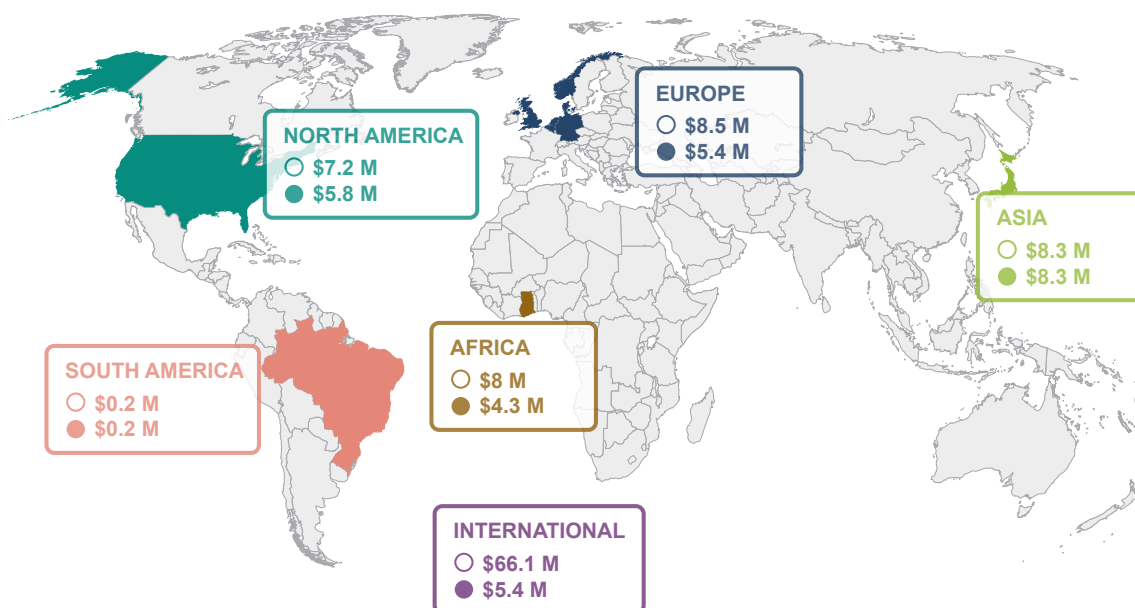 EUROPE
$8.5 M
$5.4 M
NORTH AMERICA
$7.2 M
$5.8 M
ASIA
$8.3 M
$8.3 M
AFRICA
$8 M
$4.3 M
SOUTH AMERICA
$0.2 M
$0.2 M
INTERNATIONAL
$66.1 M
$5.4 M